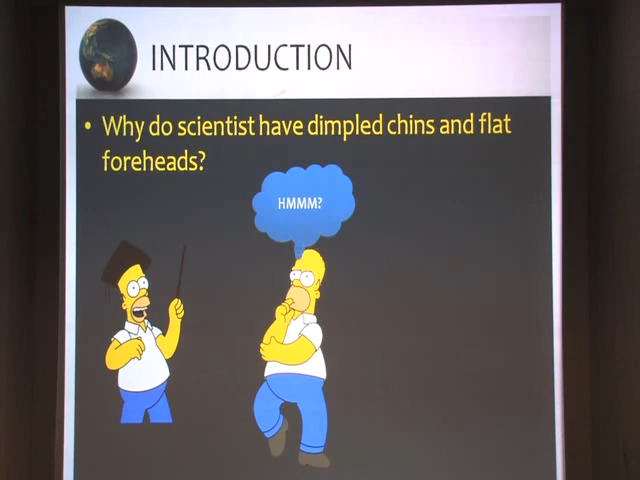 INTRODUCTION
• Why do scientist have dimpled chins and flat
foreheads?
HMMM?